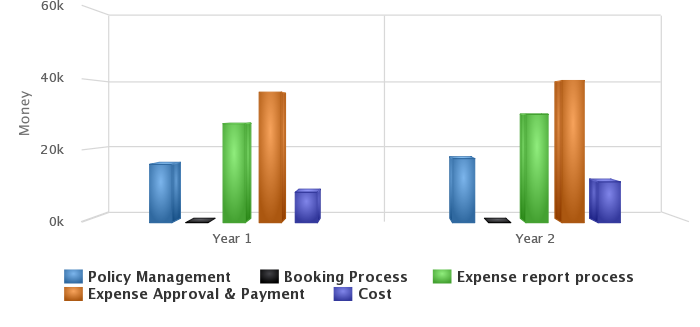 60k
40k
20k
0k
Money
Year 1
Year 2
Policy Management
Booking Process
Expense report process
Expense Approval & Payment
Cost